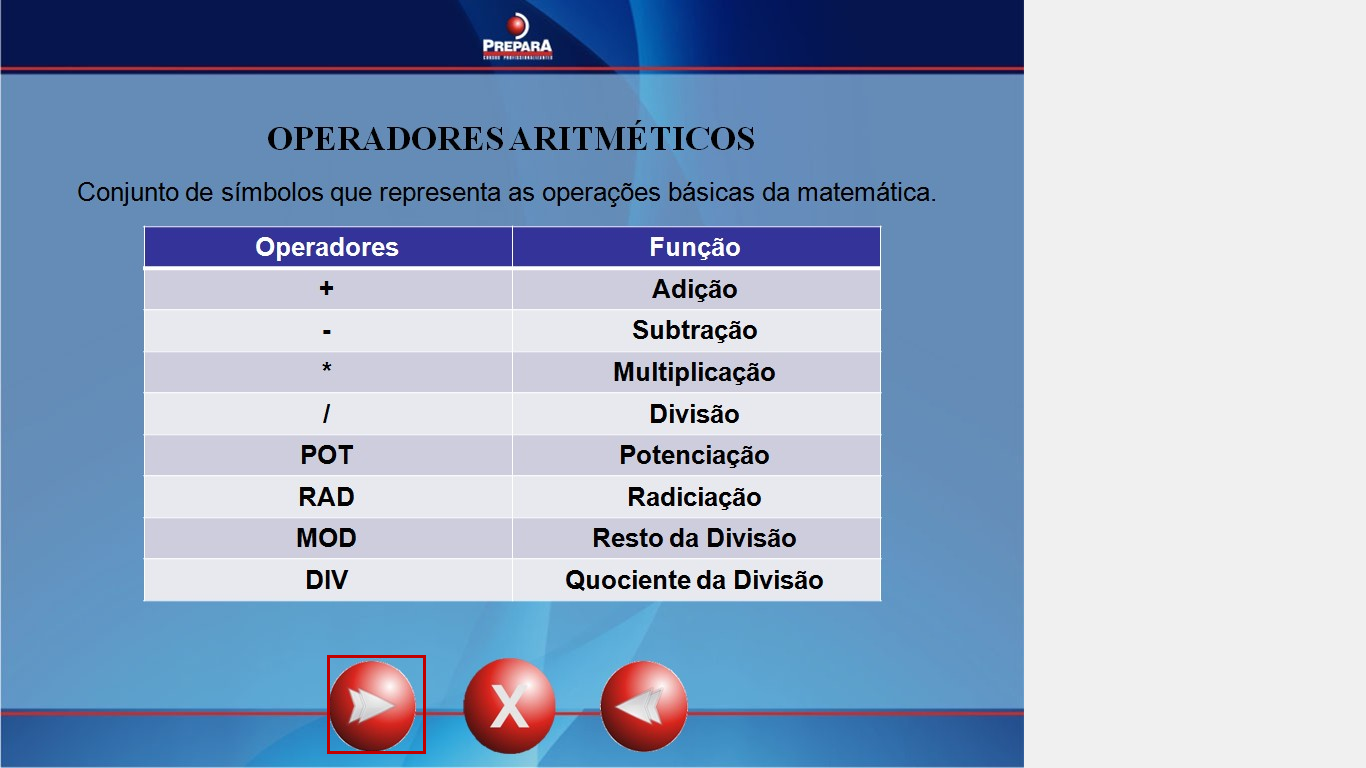 PREPARA
CURSOS PROFISSIONALIZANTES
OPERADORES ARITMÉTICOS
Conjunto de símbolos que representa as operações básicas da matemática.
Operadores Função
+ Adição
- Subtração
* Multiplicação
/ Divisão
POT Potenciação
RAD Radiciação
MOD Resto da Divisão
DIV Quociente da Divisão
X